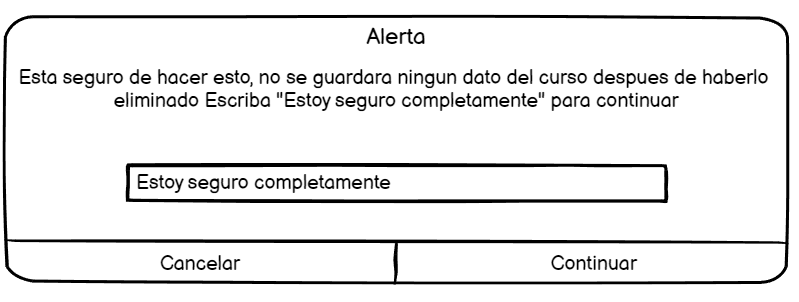 Alerta
Esta seguro de hacer esto, no se guardara ningun dato del curso despues de haberlo
eliminado Escriba "Estoy seguro completamente" para continuar
Estoy seguro completamente
Cancelar
Continuar